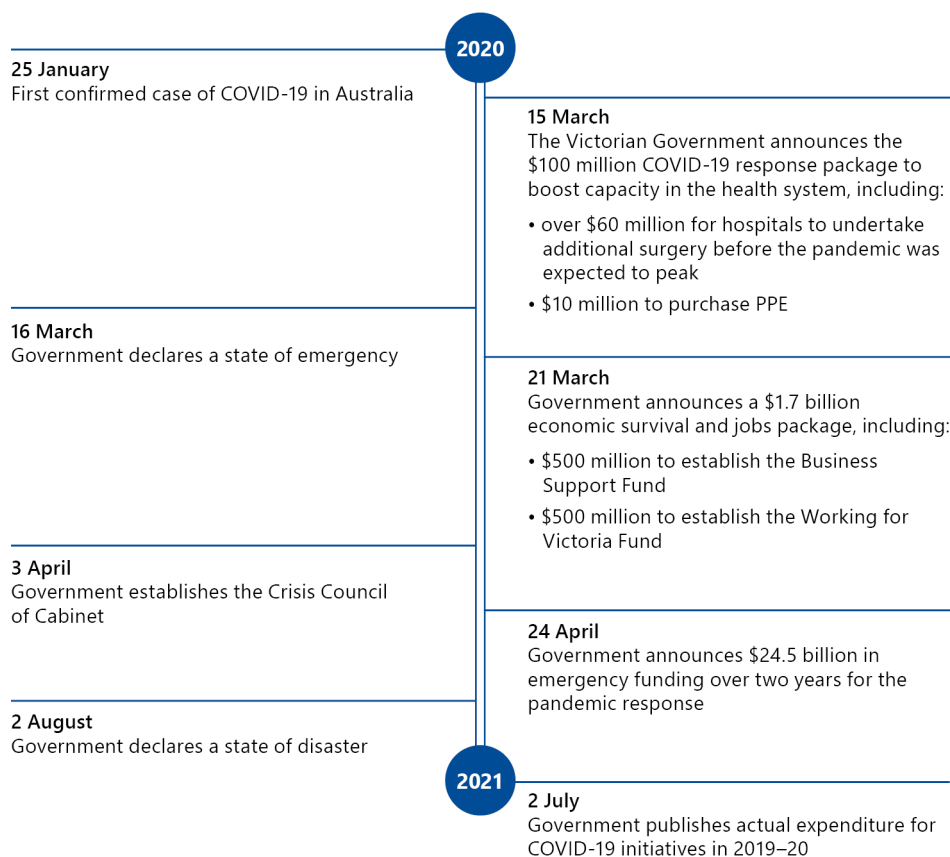 2020
25 January
First confirmed case of COVID-19 in Australia
15 March
The Victorian Government announces the
$100 million COVID-19 response package to
boost capacity in the health system, including:
• over $60 million for hospitals to undertake
additional surgery before the pandemic was
expected to peak
• $10 million to purchase PPE
16 March
Government declares a state of emergency
21 March
Government announces a $1.7 billion
economic survival and jobs package, including:
• $500 million to establish the Business
Support Fund
• $500 million to establish the Working for
Victoria Fund
3 April
Government establishes the Crisis Council
of Cabinet
24 April
Government announces $24.5 billion in
emergency funding over two years for the
pandemic response
2 August
Government declares a state of disaster
2021
2 July
Government publishes actual expenditure for
COVID-19 initiatives in 2019–20